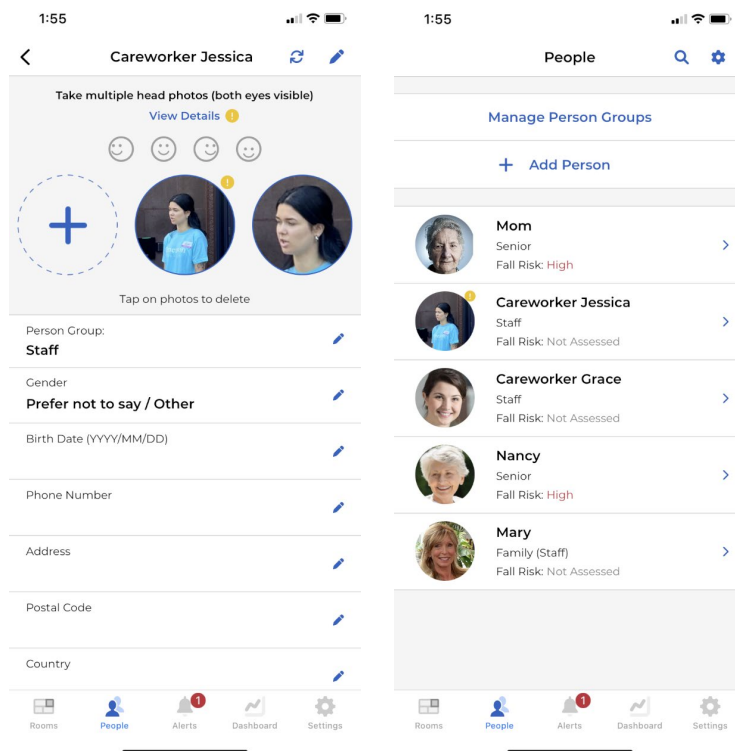 1:55
Careworker Jessica
Take multiple head photos (both eyes visible)
View Details !
!
Tap on photos to delete
Person Group:
Staff
Gender
Prefer not to say / Other
Birth Date (YYYY/MM/DD)
Phone Number
Address
Postal Code
Country
1
Rooms People Alerts Dashboard Settings
1:55
People
Manage Person Groups
+ Add Person
Mom
Senior
Fall Risk: High
!
Careworker Jessica
Staff
Fall Risk: Not Assessed
Careworker Grace
Staff
Fall Risk: Not Assessed
Nancy
Senior
Fall Risk: High
Mary
Family (Staff)
Fall Risk: Not Assessed
1
Rooms People Alerts Dashboard Settings